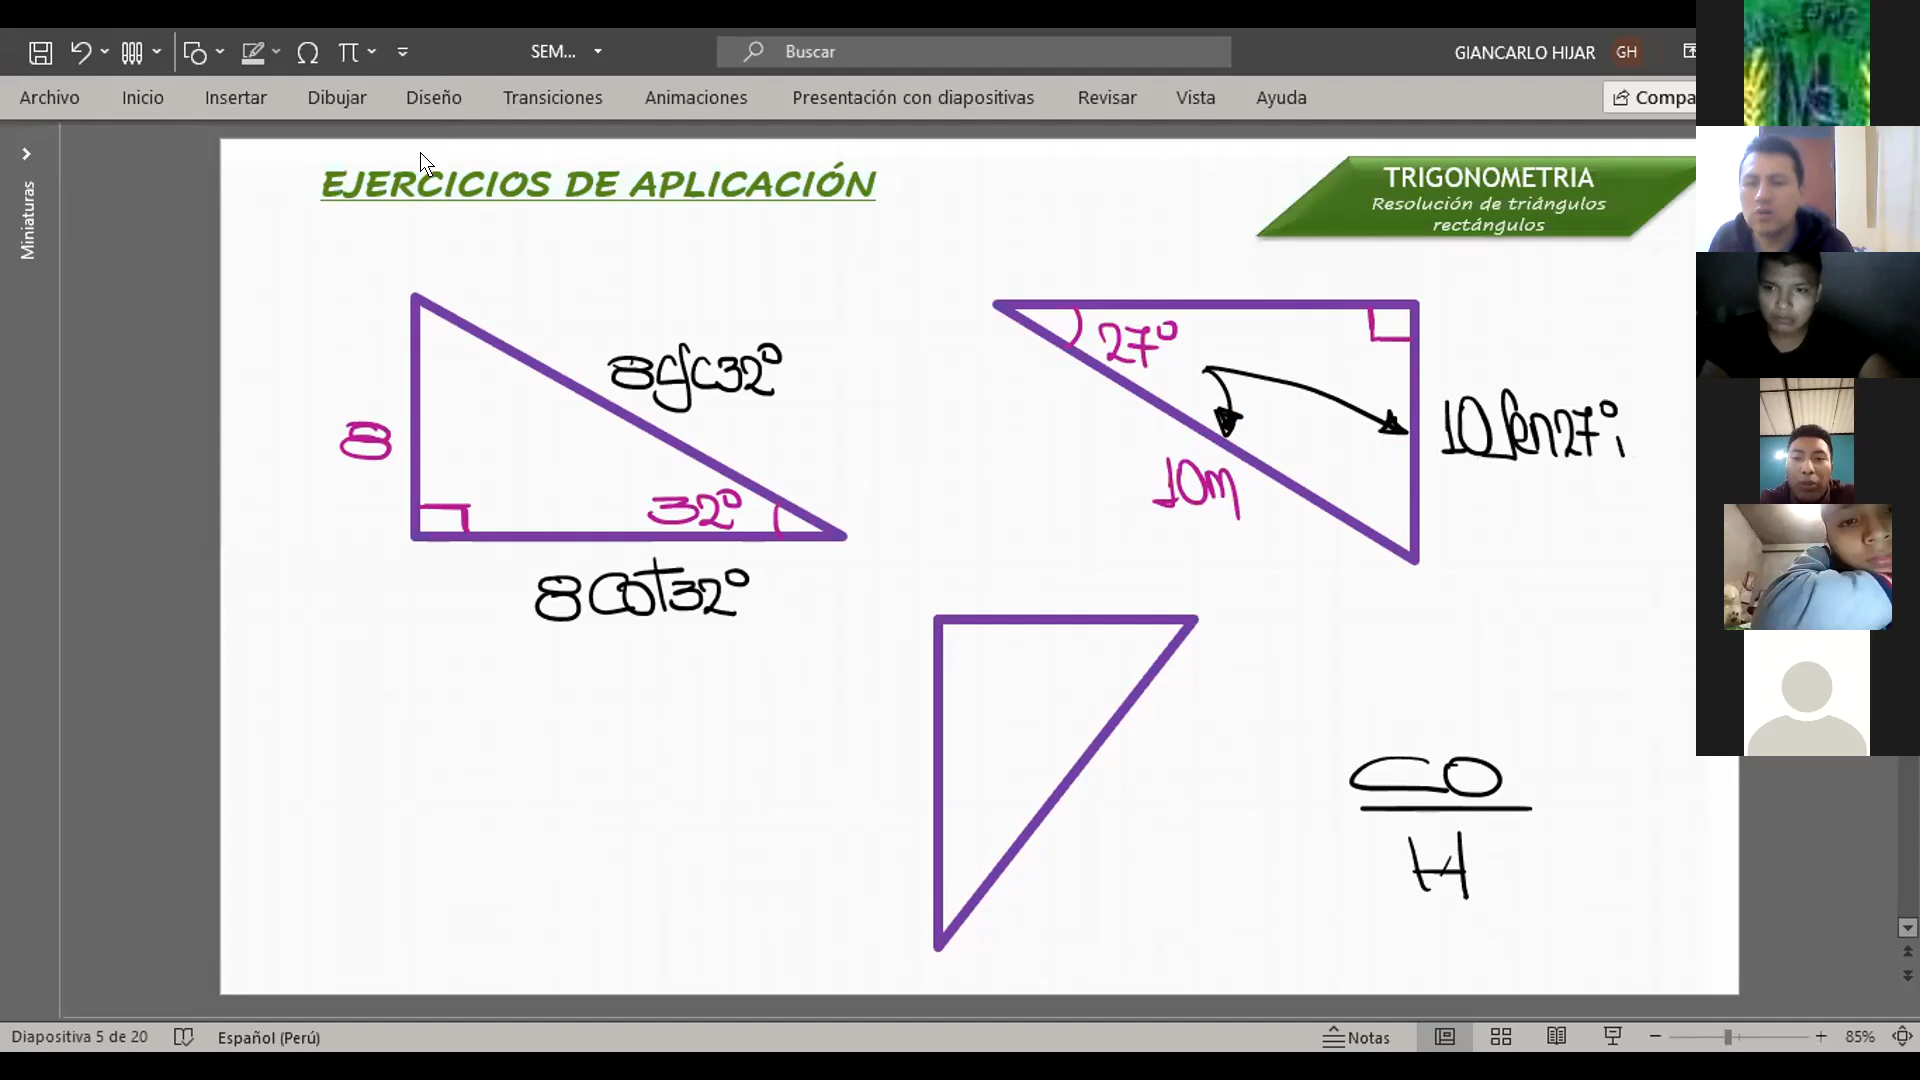 SEM...
Buscar
GIANCARLO HIJAR
GH
Archivo
Inicio
Insertar
Dibujar
Diseño
Transiciones
Animaciones
Presentación con diapositivas
Revisar
Vista
Ayuda
Compa
Miniaturas
EJERCICIOS DE APLICACIÓN
TRIGONOMETRIA
Resolución de triángulos
rectángulos
8
8csc32°
32°
8cot32°
27°
10m
10Sen27°
CO
H
Diapositiva 5 de 20
Español (Perú)
Notas
85%